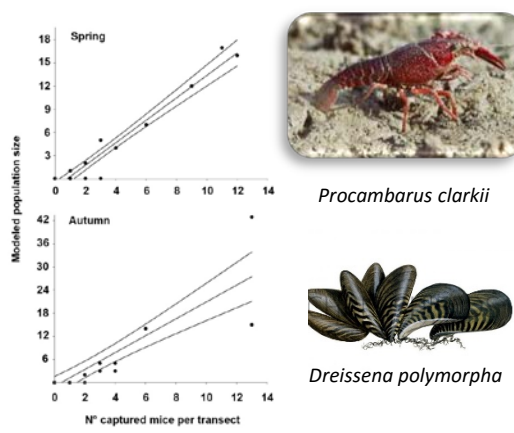 Modeled population size
Spring
18
15
12
9
6
3
0 2 4 6 8 10 12 14
Autumn
42
36
30
24
18
12
6
0 2 4 6 8 10 12 14
N° captured mice per transect
Procambarus clarkii
Dreissena polymorpha